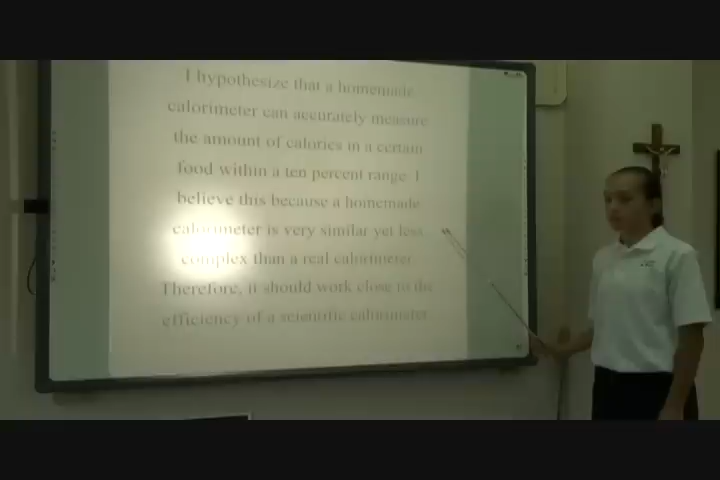 I hypothesize that a homemade
calorimeter can accurately measure
the amount of calories in a certain
food within a ten percent range. I
believe this because a homemade
calorimeter is very similar yet less
complex than a real calorimeter.
Therefore, it should work close to the
efficiency of a scientific calorimeter.